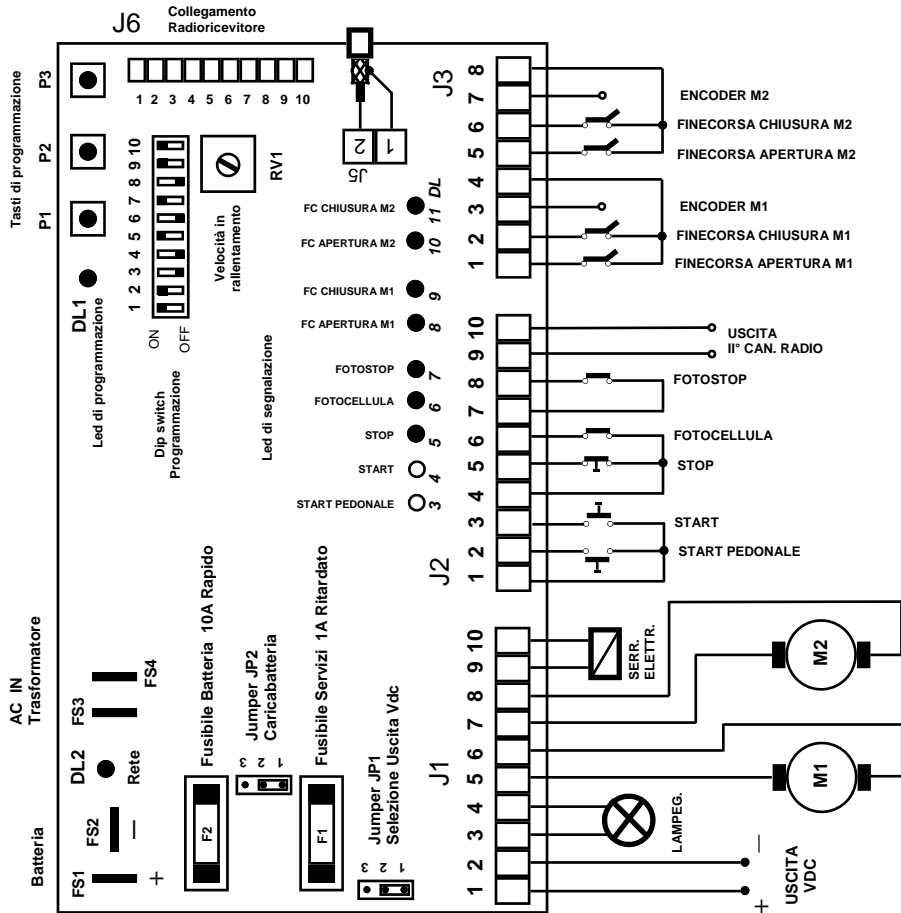 J6
Collegamento
Radioricevitore
1 2 3 4 5 6 7 8 9 10
Tasti di programmazione
P3
P2
P1
DL1
Led di programmazione
1 2 3 4 5 6 7 8 9 10
ON
OFF
Dip switch
Programmazione
RV1
Velocità in
rallentamento
Led di segnalazione
J5
2
1
DL
FC CHIUSURA M2
11
FC APERTURA M2
10
FC CHIUSURA M1
9
FC APERTURA M1
8
FOTOSTOP
7
FOTOCELLULA
6
STOP
5
START
4
START PEDONALE
3
J3
8
7
ENCODER M2
6
FINECORSA CHIUSURA M2
5
FINECORSA APERTURA M2
4
3
ENCODER M1
2
FINECORSA CHIUSURA M1
1
FINECORSA APERTURA M1
J2
10
9
USCITA
II° CAN. RADIO
8
FOTOSTOP
7
6
FOTOCELLULA
5
STOP
4
3
START
2
START PEDONALE
1
J1
10
9
SERR.
ELETTR.
8
7
M2
6
5
M1
4
3
LAMPEG.
2
1
+
–
USCITA
VDC
AC IN
Trasformatore
FS4
FS3
DL2
Rete
Batteria
FS2
–
FS1
+
Fusibile Batteria 10A Rapido
F2
Jumper JP2
Caricabatteria
3 2 1
Fusibile Servizi 1A Ritardato
F1
Jumper JP1
Selezione Uscita Vdc
3 2 1